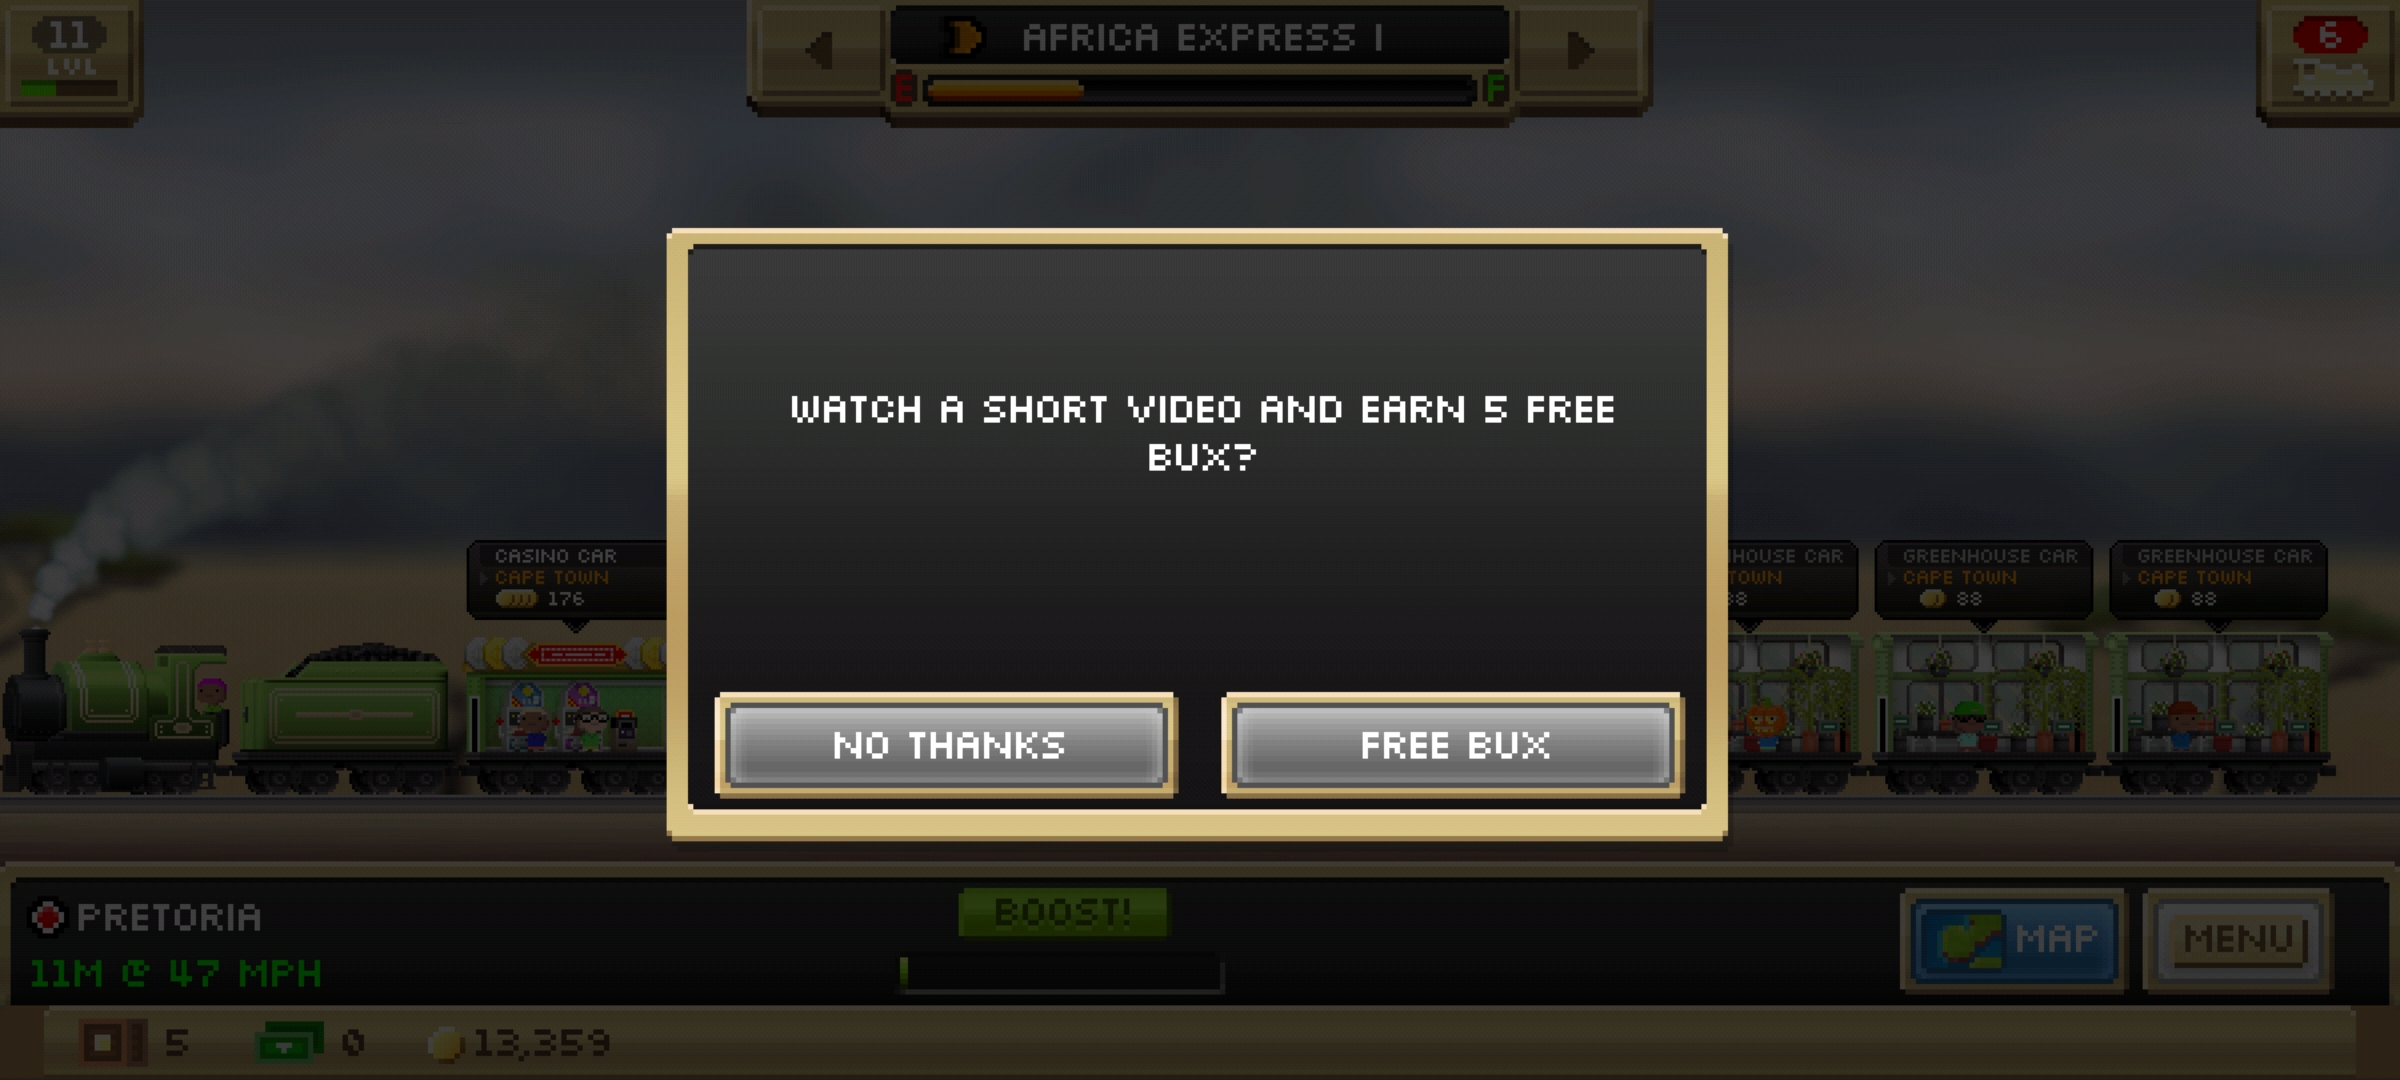 11
LVL
AFRICA EXPRESS I
E
F
6
WATCH A SHORT VIDEO AND EARN 5 FREE
BUX?
NO THANKS
FREE BUX
CASINO CAR
CAPE TOWN
176
HOUSE CAR
TOWN
88
GREENHOUSE CAR
CAPE TOWN
88
GREENHOUSE CAR
CAPE TOWN
88
PRETORIA
11M @ 47 MPH
BOOST!
MAP
MENU
5
0
13,359